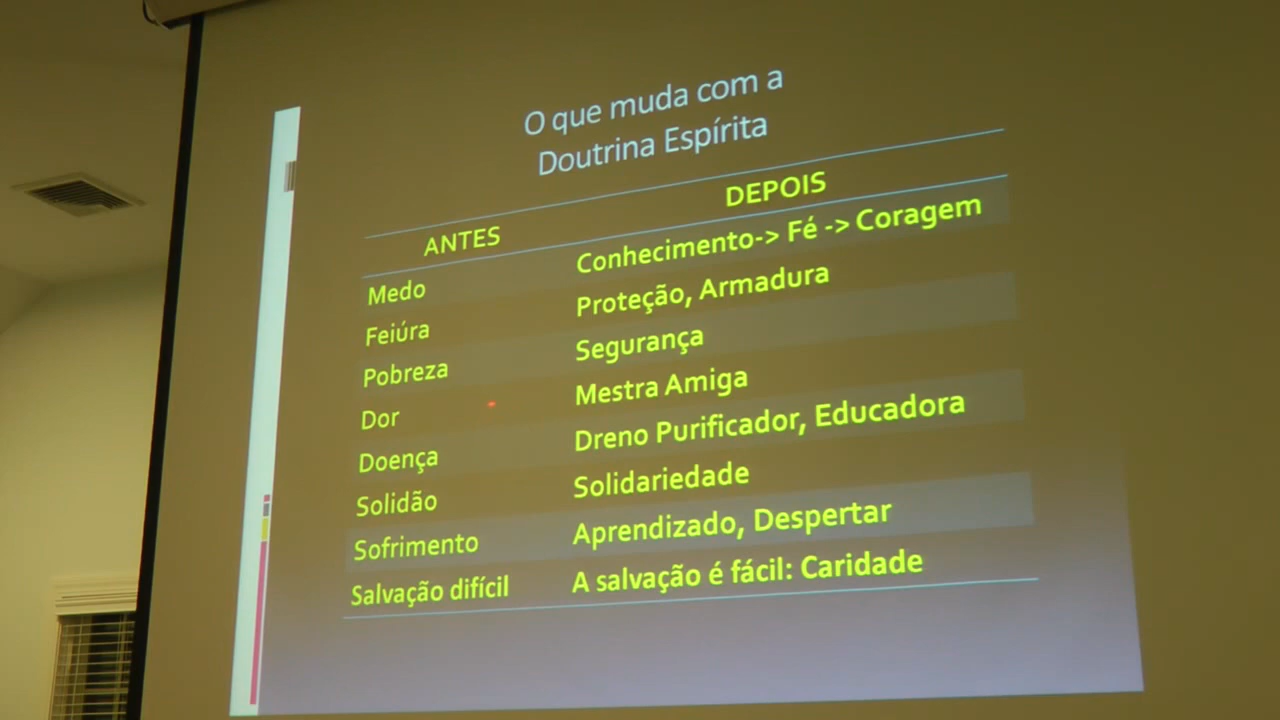 O que muda com a
Doutrina Espírita
ANTES DEPOIS
Medo Conhecimento-> Fé -> Coragem
Feiúra Proteção, Armadura
Pobreza Segurança
Dor Mestra Amiga
Doença Dreno Purificador, Educadora
Solidão Solidariedade
Sofrimento Aprendizado, Despertar
Salvação difícil A salvação é fácil: Caridade